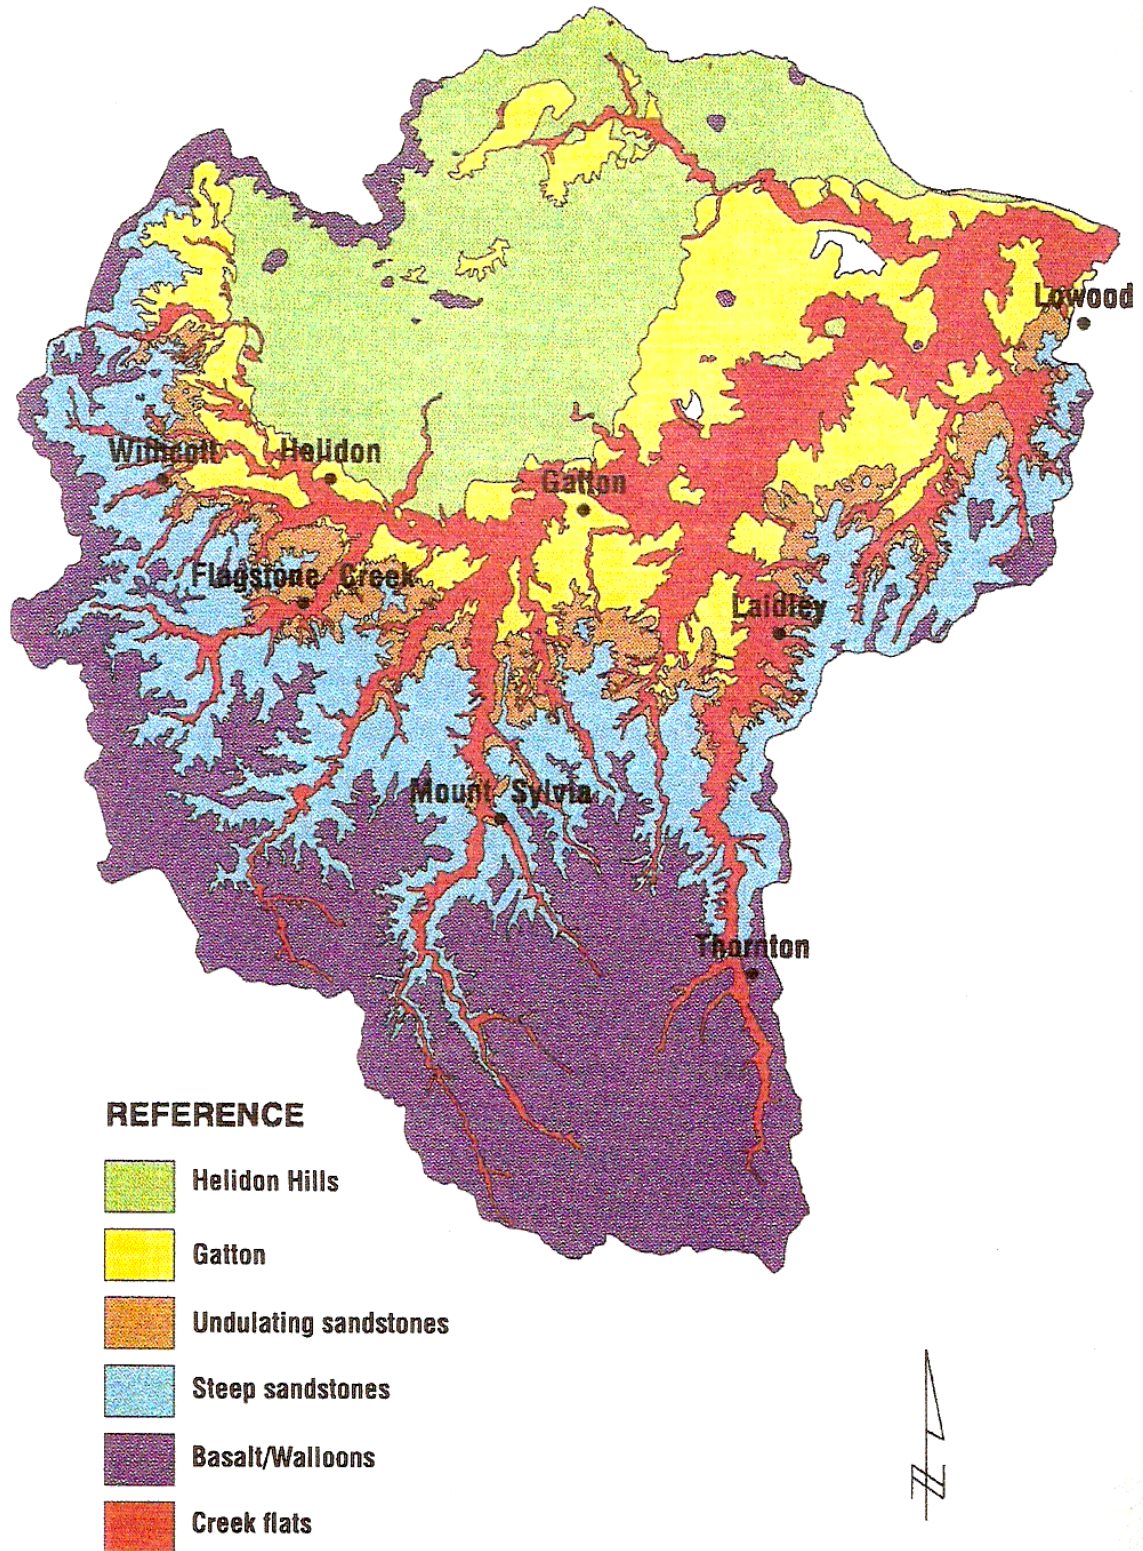 Lowood
Withcott
Helidon
Gatton
Flagstone Creek
Laidley
Mount Sylvia
Thornton
REFERENCE
Helidon Hills
Gatton
Undulating sandstones
Steep sandstones
Basalt/Walloons
Creek flats
N